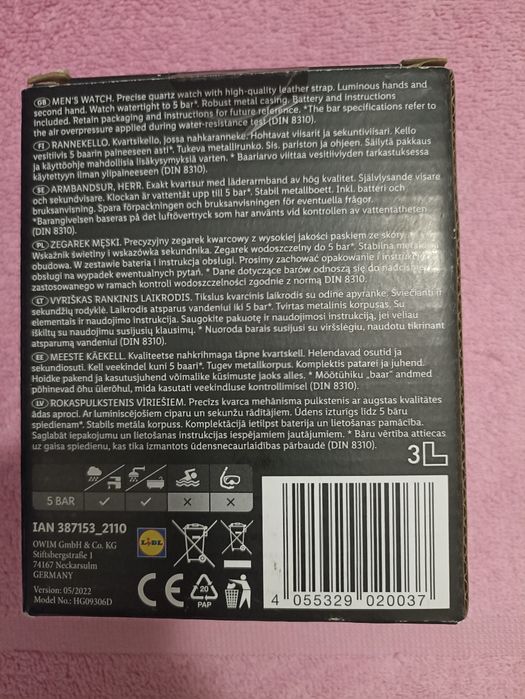 GB MEN'S WATCH. Precise quartz watch with high-quality leather strap. Luminous hands and
second hand. Watch watertight to 5 bar*. Robust metal casing. Battery and instructions
included. Retain packaging and instructions for future reference. *The bar specifications refer to
the air overpressure applied during water-resistance test (DIN 8310).
FI RANNEKELLO. Kvartsikello, jossa nahkaranneke. Hohtavat viisarit ja sekuntiviisari. Kello
vesitiivis 5 baarin paineeseen asti*. Tukeva metallirunko. Sis. pariston ja ohjeen. Säilytä pakkaus
ja käyttöohje mahdollisia lisäkysymyksiä varten. * Baariarvo viittaa vesitiiviyden tarkastuksessa
käytettyyn ilman ylipaineeseen (DIN 8310).
SE ARMBANDSUR, HERR. Exakt kvartsur med läderarmband av hög kvalitet. Självlysande visare
och sekundvisare. Klockan är vattentät upp till 5 bar*. Stabil metallboett. Inkl. batteri och
bruksanvisning. Spara förpackningen och bruksanvisningen för eventuella frågor.
*Barangivelsen baseras på det luftövertryck som har använts vid kontrollen av vattentätheten
(DIN 8310).
PL ZEGAREK MĘSKI. Precyzyjny zegarek kwarcowy z wysokiej jakości paskiem ze skóry.
Wskaźnik świetlny i wskazówka sekundnika. Zegarek wodoszczelny do 5 bar*. Stabilna metalowa
obudowa. W zestawie bateria i instrukcja obsługi. Prosimy zachować opakowanie i instrukcję
obsługi na wypadek ewentualnych pytań. * Dane dotyczące barów odnoszą się do nadciśnienia
zastosowanego w ramach kontroli wodoszczelności zgodnie z normą DIN 8310.
LT VYRIŠKAS RANKINIS LAIKRODIS. Tikslus kvarcinis laikrodis su odine apyranke. Šviečianti ir
sekundžių rodyklė. Laikrodis atsparus vandeniui iki 5 bar*. Tvirtas metalinis korpusas. Su
elementais ir naudojimo instrukcija. Saugokite pakuotę ir naudojimosi instrukciją, jei vėliau
iškiltų su naudojimu susijusių klausimų. * Nuoroda barais susijusi su viršslėgiu, naudotu tikrinant
atsparumą vandeniui (DIN 8310).
EE MEESTE KÄEKELL. Kvaliteetse nahkrihmaga täpne kvartskell. Helendavad osutid ja
sekundiosuti. Kell veekindel kuni 5 baari*. Tugev metallkorpus. Komplektis patarei ja juhend.
Hoidke pakend ja kasutusjuhend võimalike küsimuste jaoks alles. * Mõõtühiku „baar" andmed
põhinevad õhu ülerõhul, mida kasutati veekindluse kontrollimisel (DIN 8310).
LV ROKASPULKSTENIS VĪRIEŠIEM. Precīzs kvarca mehānisma pulkstenis ar augstas kvalitātes
ādas aproci. Ar luminiscējošiem ciparu un sekunžu rādītājiem. Ūdens izturīgs līdz 5 bāru
spiedienam*. Stabils metāla korpuss. Komplektācijā ietilpst baterija un lietošanas pamācība.
Saglabāt iepakojumu un lietošanas instrukcijas iespējamiem jautājumiem. * Bāru vērtība attiecas
uz gaisa spiedienu, kas tika izmantots ūdensnecaurlaidības pārbaudē (DIN 8310).
3
5 BAR
IAN 387153_2110
OWIM GmbH & Co. KG
Stiftsbergstraße 1
74167 Neckarsulm
GERMANY
Version: 05/2022
Model No.: HG09306D
LIDL
CE
20
PAP
4 055329 020037